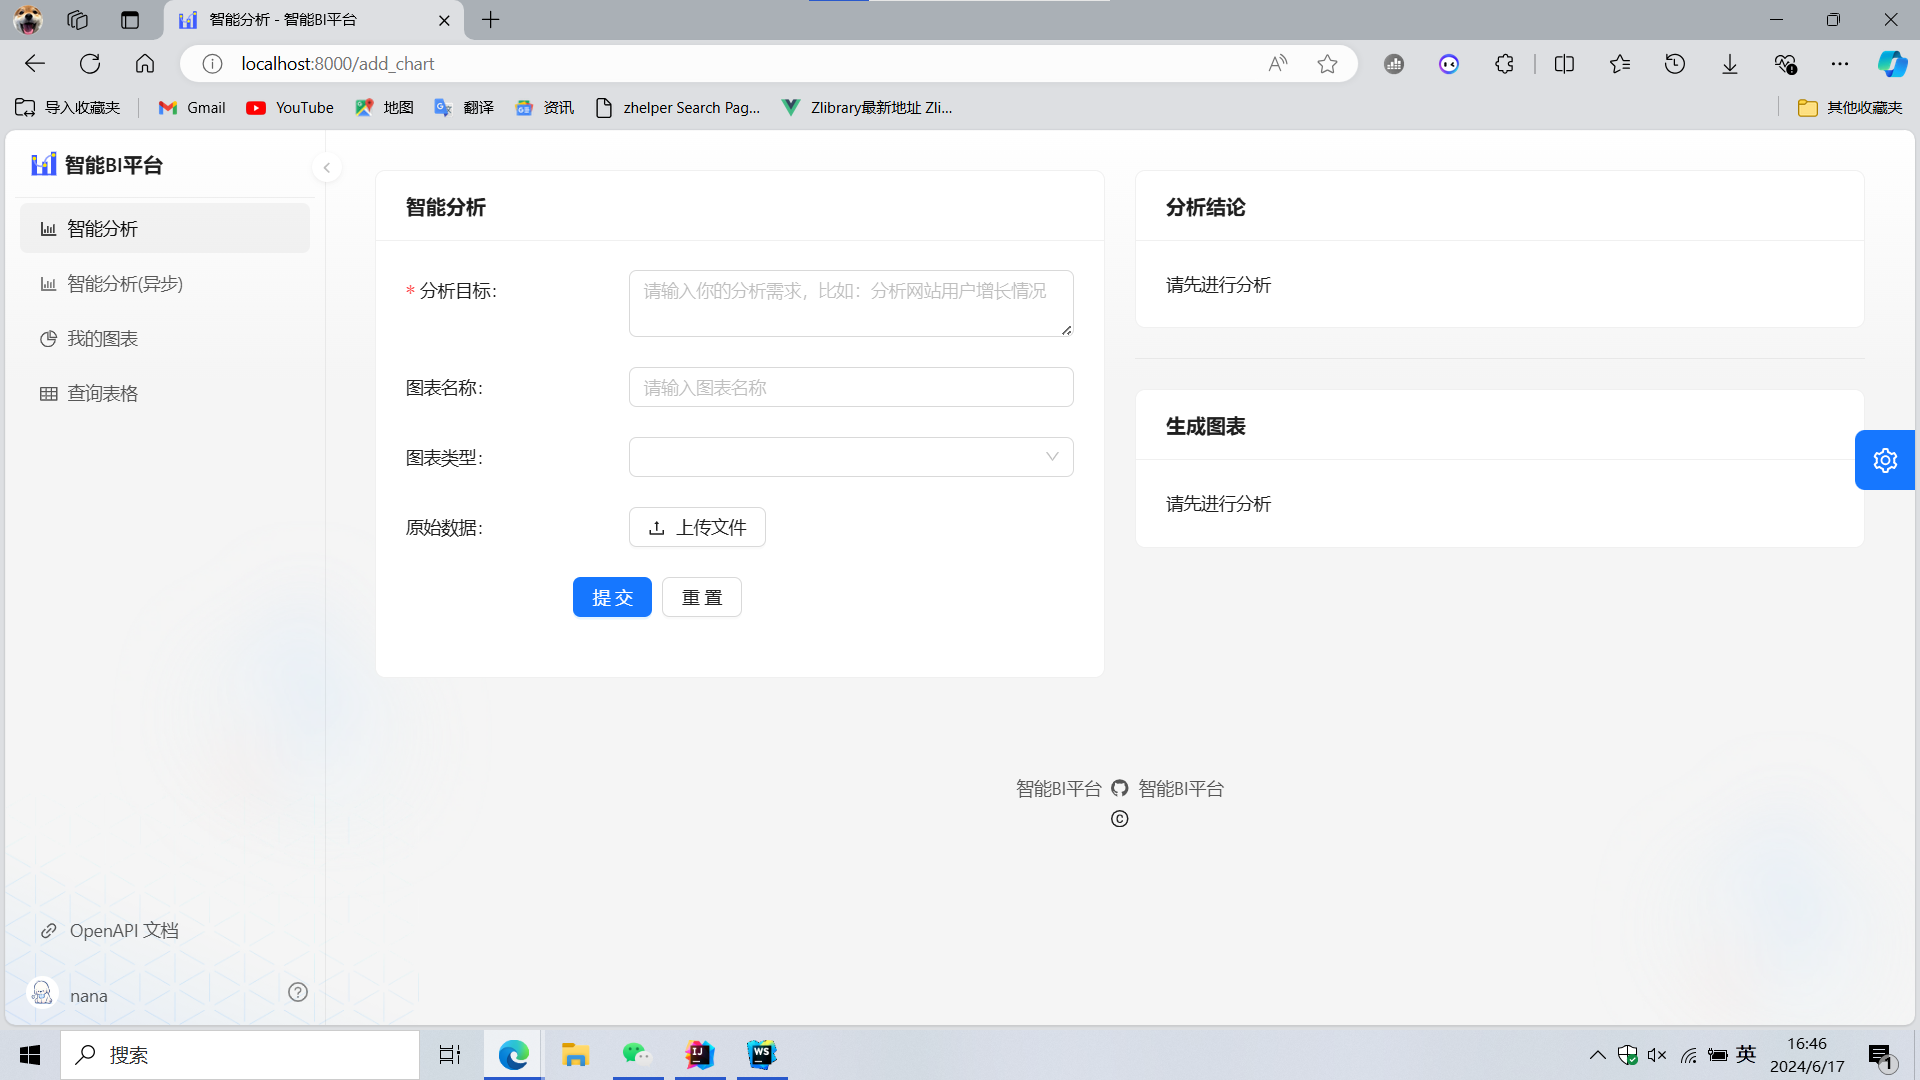 智能分析 - 智能BI平台
localhost:8000/add_chart
导入收藏夹
Gmail
YouTube
地图
翻译
资讯
zhelper Search Pag...
Zlibrary最新地址 Zli...
其他收藏夹
智能BI平台
智能分析
智能分析(异步)
我的图表
查询表格
OpenAPI 文档
nana
智能分析
* 分析目标:
请输入你的分析需求，比如：分析网站用户增长情况
图表名称:
请输入图表名称
图表类型:
原始数据:
上传文件
提 交
重 置
分析结论
请先进行分析
生成图表
请先进行分析
智能BI平台
智能BI平台
©
搜索
IJ
WS
英
16:46
2024/6/17
1